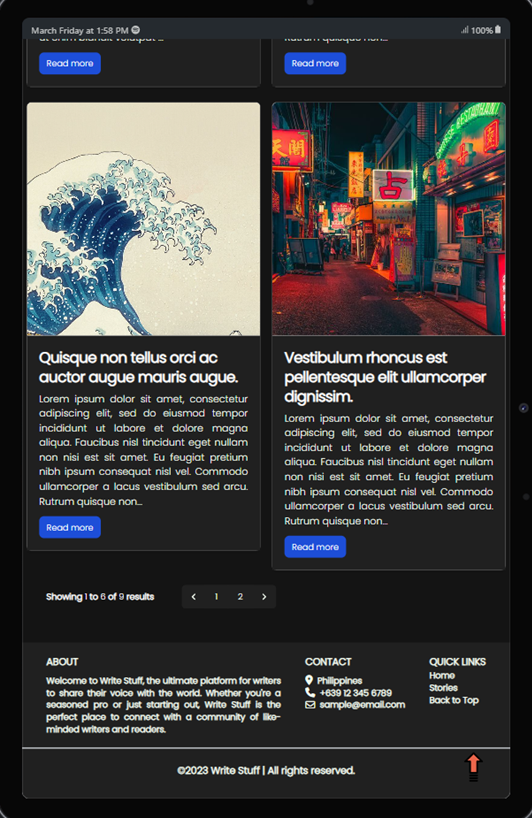 March Friday at 1:58 PM
100%
Read more
Rutrum quisque non...
Read more
天閣
占
RESTAURANT
Quisque non tellus orci ac
auctor augue mauris augue.
Lorem ipsum dolor sit amet, consectetur
adipiscing elit, sed do eiusmod tempor
incididunt ut labore et dolore magna
aliqua. Faucibus nisl tincidunt eget nullam
non nisi est sit amet. Eu feugiat pretium
nibh ipsum consequat nisl vel. Commodo
ullamcorper a lacus vestibulum sed arcu.
Rutrum quisque non...
Read more
Vestibulum rhoncus est
pellentesque elit ullamcorper
dignissim.
Lorem ipsum dolor sit amet, consectetur
adipiscing elit, sed do eiusmod tempor
incididunt ut labore et dolore magna
aliqua. Faucibus nisl tincidunt eget nullam
non nisi est sit amet. Eu feugiat pretium
nibh ipsum consequat nisl vel. Commodo
ullamcorper a lacus vestibulum sed arcu.
Rutrum quisque non...
Read more
Showing 1 to 6 of 9 results
1 2
ABOUT
Welcome to Write Stuff, the ultimate platform for writers
to share their voice with the world. Whether you're a
seasoned pro or just starting out, Write Stuff is the
perfect place to connect with a community of like-
minded writers and readers.
CONTACT
Philippines
+639 12 345 6789
sample@email.com
QUICK LINKS
Home
Stories
Back to Top
©2023 Write Stuff | All rights reserved.